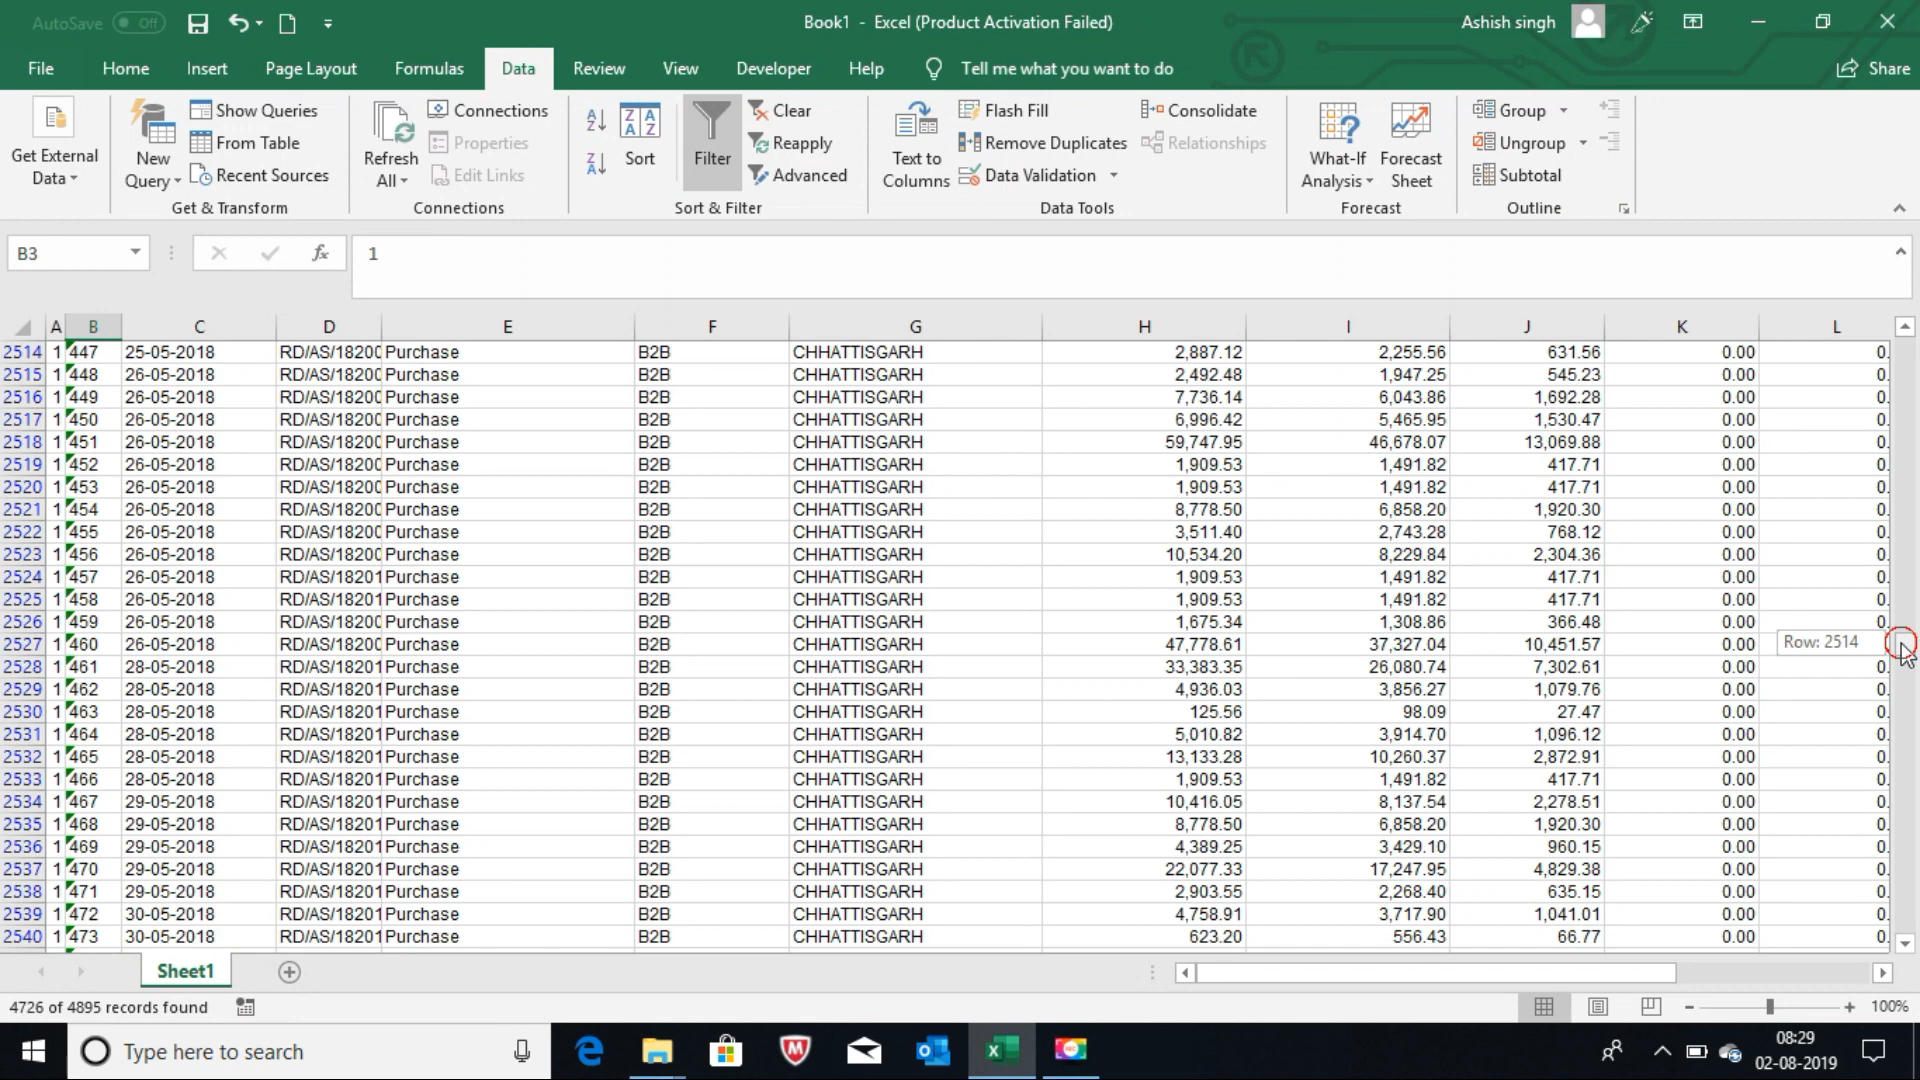 AutoSave Off Book1 - Excel (Product Activation Failed) Ashish singh
File Home Insert Page Layout Formulas Data Review View Developer Help Tell me what you want to do Share
Get External Data
New Query
Show Queries
From Table
Recent Sources
Get & Transform
Refresh All
Connections
Properties
Edit Links
Connections
Sort
Filter
Clear
Reapply
Advanced
Sort & Filter
Text to Columns
Flash Fill
Remove Duplicates
Data Validation
Consolidate
Relationships
Data Tools
What-If Analysis
Forecast Sheet
Forecast
Group
Ungroup
Subtotal
Outline
B3 fx 1
A B C D E F G H I J K L
2514 1 447 25-05-2018 RD/AS/18200 Purchase B2B CHHATTISGARH 2,887.12 2,255.56 631.56 0.00 0.
2515 1 448 26-05-2018 RD/AS/18200 Purchase B2B CHHATTISGARH 2,492.48 1,947.25 545.23 0.00 0.
2516 1 449 26-05-2018 RD/AS/18200 Purchase B2B CHHATTISGARH 7,736.14 6,043.86 1,692.28 0.00 0.
2517 1 450 26-05-2018 RD/AS/18200 Purchase B2B CHHATTISGARH 6,996.42 5,465.95 1,530.47 0.00 0.
2518 1 451 26-05-2018 RD/AS/18200 Purchase B2B CHHATTISGARH 59,747.95 46,678.07 13,069.88 0.00 0.
2519 1 452 26-05-2018 RD/AS/18200 Purchase B2B CHHATTISGARH 1,909.53 1,491.82 417.71 0.00 0.
2520 1 453 26-05-2018 RD/AS/18200 Purchase B2B CHHATTISGARH 1,909.53 1,491.82 417.71 0.00 0.
2521 1 454 26-05-2018 RD/AS/18200 Purchase B2B CHHATTISGARH 8,778.50 6,858.20 1,920.30 0.00 0.
2522 1 455 26-05-2018 RD/AS/18200 Purchase B2B CHHATTISGARH 3,511.40 2,743.28 768.12 0.00 0.
2523 1 456 26-05-2018 RD/AS/18200 Purchase B2B CHHATTISGARH 10,534.20 8,229.84 2,304.36 0.00 0.
2524 1 457 26-05-2018 RD/AS/18201 Purchase B2B CHHATTISGARH 1,909.53 1,491.82 417.71 0.00 0.
2525 1 458 26-05-2018 RD/AS/18201 Purchase B2B CHHATTISGARH 1,909.53 1,491.82 417.71 0.00 0.
2526 1 459 26-05-2018 RD/AS/18201 Purchase B2B CHHATTISGARH 1,675.34 1,308.86 366.48 0.00 0.
2527 1 460 26-05-2018 RD/AS/18201 Purchase B2B CHHATTISGARH 47,778.61 37,327.04 10,451.57 0.00 Row: 2514
2528 1 461 28-05-2018 RD/AS/18201 Purchase B2B CHHATTISGARH 33,383.35 26,080.74 7,302.61 0.00 0.
2529 1 462 28-05-2018 RD/AS/18201 Purchase B2B CHHATTISGARH 4,936.03 3,856.27 1,079.76 0.00 0.
2530 1 463 28-05-2018 RD/AS/18201 Purchase B2B CHHATTISGARH 125.56 98.09 27.47 0.00 0.
2531 1 464 28-05-2018 RD/AS/18201 Purchase B2B CHHATTISGARH 5,010.82 3,914.70 1,096.12 0.00 0.
2532 1 465 28-05-2018 RD/AS/18201 Purchase B2B CHHATTISGARH 13,133.28 10,260.37 2,872.91 0.00 0.
2533 1 466 28-05-2018 RD/AS/18201 Purchase B2B CHHATTISGARH 1,909.53 1,491.82 417.71 0.00 0.
2534 1 467 29-05-2018 RD/AS/18201 Purchase B2B CHHATTISGARH 10,416.05 8,137.54 2,278.51 0.00 0.
2535 1 468 29-05-2018 RD/AS/18201 Purchase B2B CHHATTISGARH 8,778.50 6,858.20 1,920.30 0.00 0.
2536 1 469 29-05-2018 RD/AS/18201 Purchase B2B CHHATTISGARH 4,389.25 3,429.10 960.15 0.00 0.
2537 1 470 29-05-2018 RD/AS/18201 Purchase B2B CHHATTISGARH 22,077.33 17,247.95 4,829.38 0.00 0.
2538 1 471 29-05-2018 RD/AS/18201 Purchase B2B CHHATTISGARH 2,903.55 2,268.40 635.15 0.00 0.
2539 1 472 30-05-2018 RD/AS/18201 Purchase B2B CHHATTISGARH 4,758.91 3,717.90 1,041.01 0.00 0.
2540 1 473 30-05-2018 RD/AS/18201 Purchase B2B CHHATTISGARH 623.20 556.43 66.77 0.00 0.
Sheet1
4726 of 4895 records found 100%
Type here to search
08:29
02-08-2019